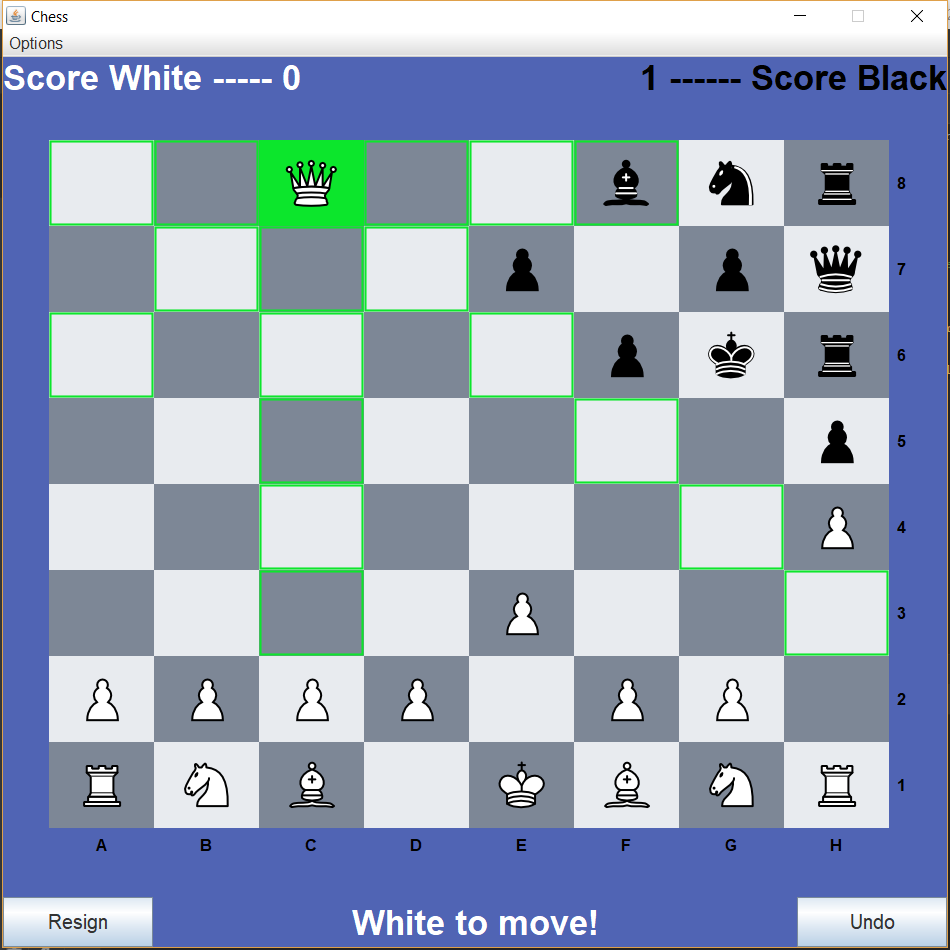 Chess
Options
Score White ----- 0
1 ------ Score Black
8
7
6
5
4
3
2
1
A B C D E F G H
Resign
White to move!
Undo